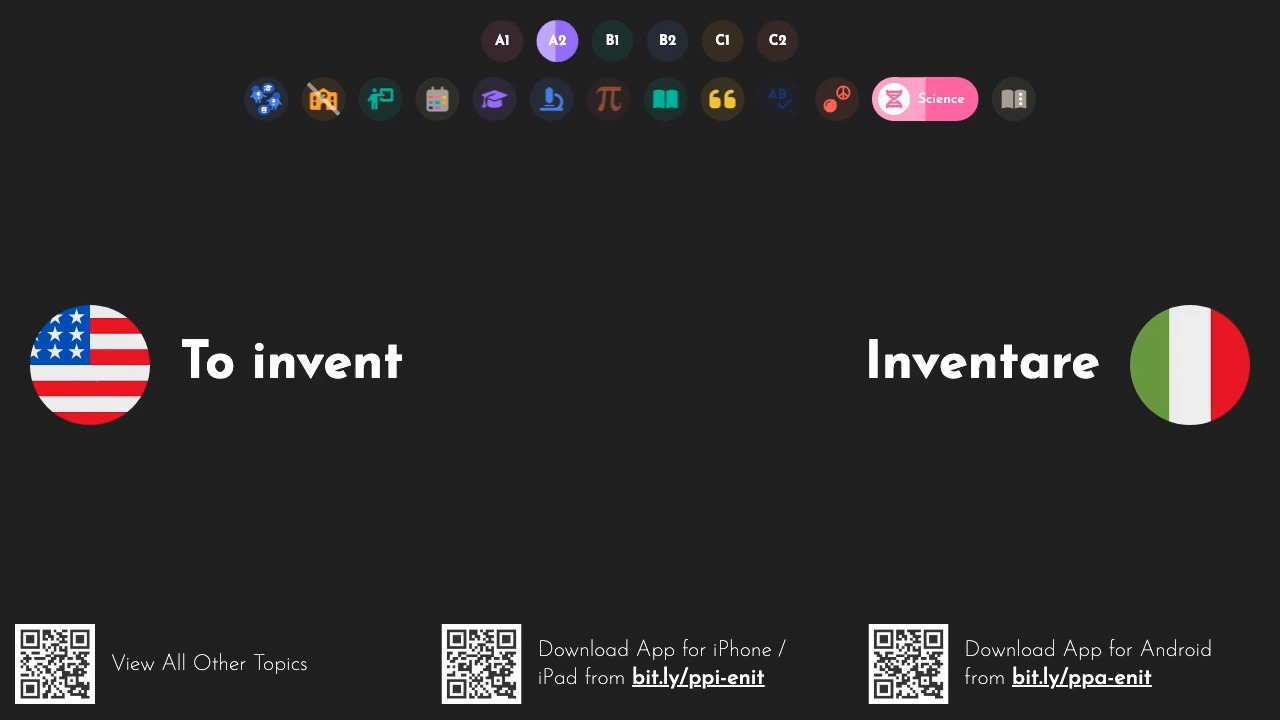 A1 A2 B1 B2 C1 C2
Science
To invent
Inventare
View All Other Topics
Download App for iPhone /
iPad from bit.ly/ppi-enit
Download App for Android
from bit.ly/ppa-enit